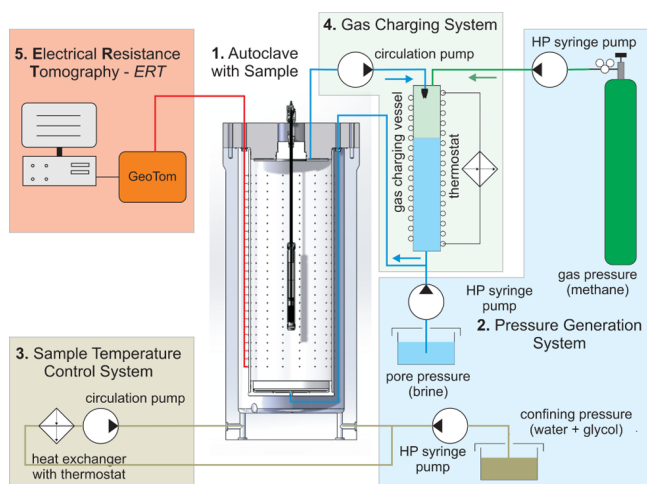 5. Electrical Resistance
Tomography - ERT
GeoTom
1. Autoclave
with Sample
4. Gas Charging System
circulation pump
gas charging vessel
thermostat
HP syringe pump
gas pressure
(methane)
HP syringe
pump
2. Pressure Generation
System
pore pressure
(brine)
3. Sample Temperature
Control System
circulation pump
heat exchanger
with thermostat
HP syringe
pump
confining pressure
(water + glycol)